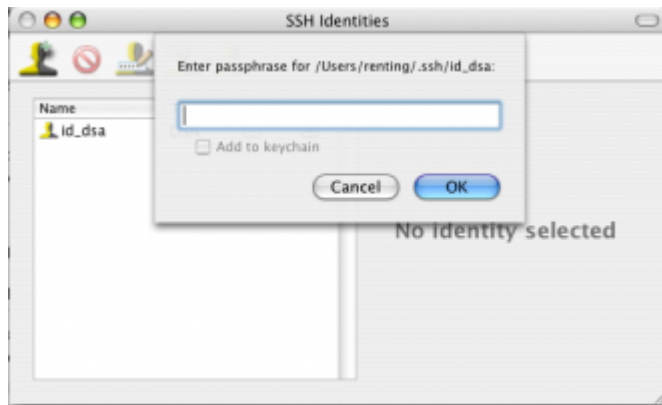 SSH Identities
Enter passphrase for /Users/renting/.ssh/id_dsa:
Name
id_dsa
Add to keychain
Cancel OK
No identity selected